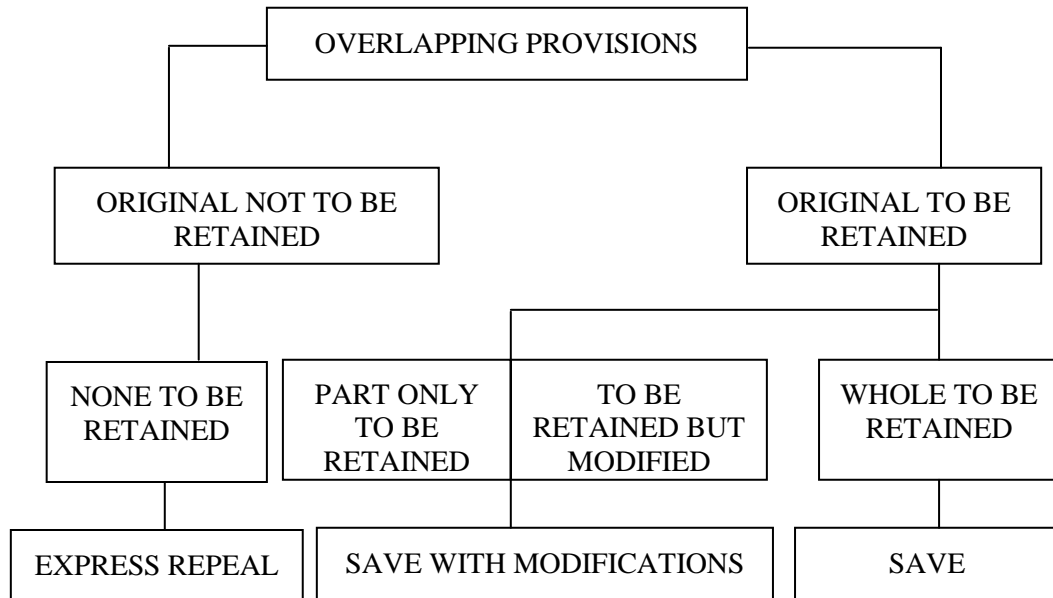 OVERLAPPING PROVISIONS
ORIGINAL NOT TO BE
RETAINED
ORIGINAL TO BE
RETAINED
NONE TO BE
RETAINED
PART ONLY
TO BE
RETAINED
TO BE
RETAINED BUT
MODIFIED
WHOLE TO BE
RETAINED
EXPRESS REPEAL
SAVE WITH MODIFICATIONS
SAVE